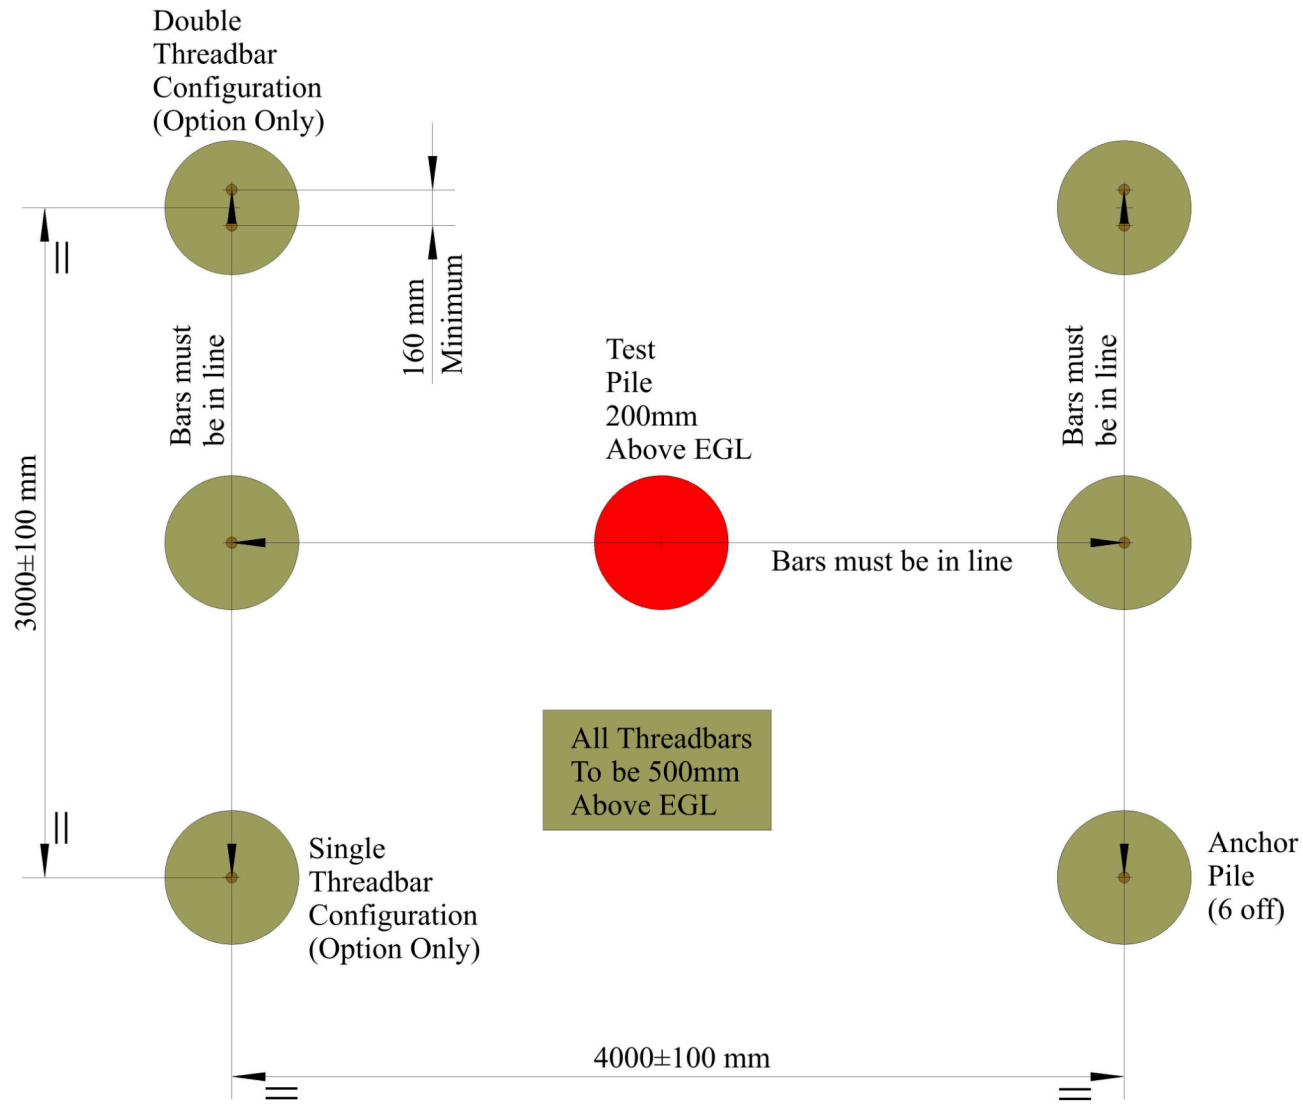 Double
Threadbar
Configuration
(Option Only)
160 mm
Minimum
Bars must
be in line
Bars must
be in line
Test
Pile
200mm
Above EGL
3000±100 mm
Bars must be in line
All Threadbars
To be 500mm
Above EGL
Single
Threadbar
Configuration
(Option Only)
Anchor
Pile
(6 off)
4000±100 mm